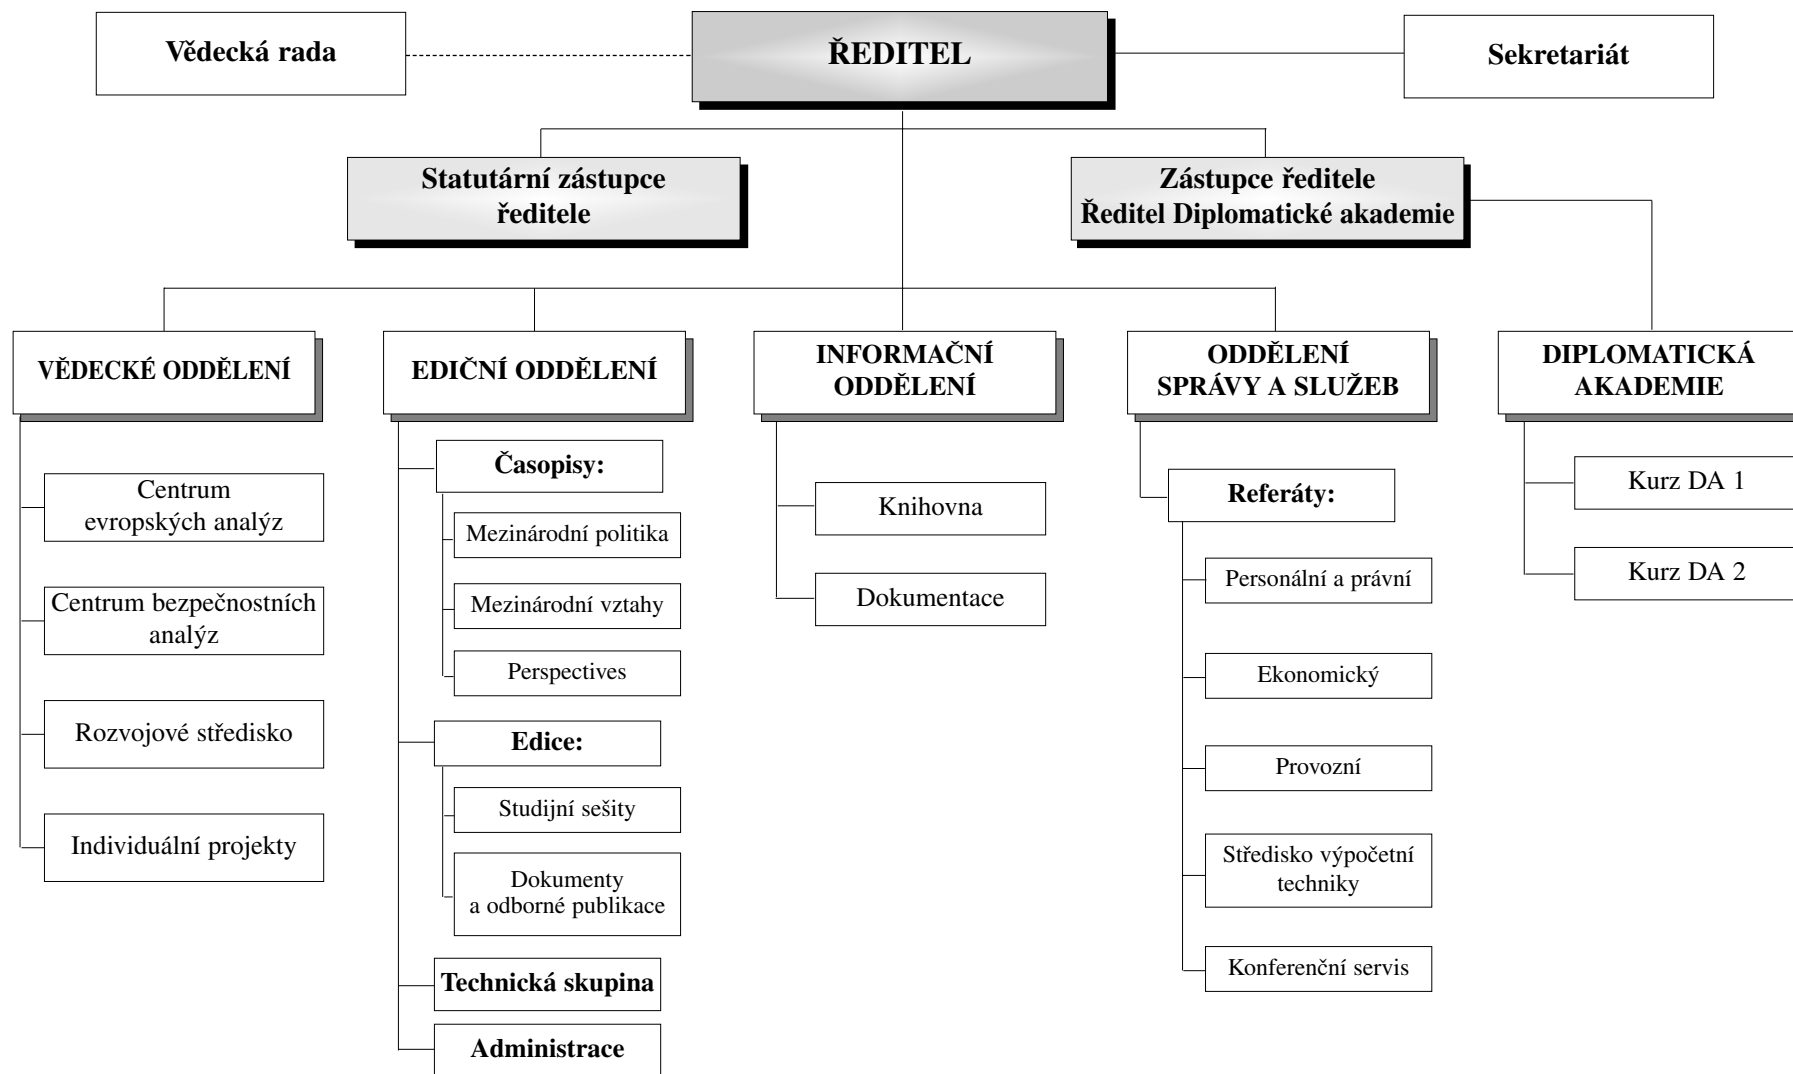 Vědecká rada
ŘEDITEL
Sekretariát
Statutární zástupce
ředitele
Zástupce ředitele
Ředitel Diplomatické akademie
VĚDECKÉ ODDĚLENÍ
Centrum
evropských analýz
Centrum bezpečnostních
analýz
Rozvojové středisko
Individuální projekty
EDIČNÍ ODDĚLENÍ
Časopisy:
Mezinárodní politika
Mezinárodní vztahy
Perspectives
Edice:
Studijní sešity
Dokumenty
a odborné publikace
Technická skupina
Administrace
INFORMAČNÍ
ODDĚLENÍ
Knihovna
Dokumentace
ODDĚLENÍ
SPRÁVY A SLUŽEB
Referáty:
Personální a právní
Ekonomický
Provozní
Středisko výpočetní
techniky
Konferenční servis
DIPLOMATICKÁ
AKADEMIE
Kurz DA 1
Kurz DA 2